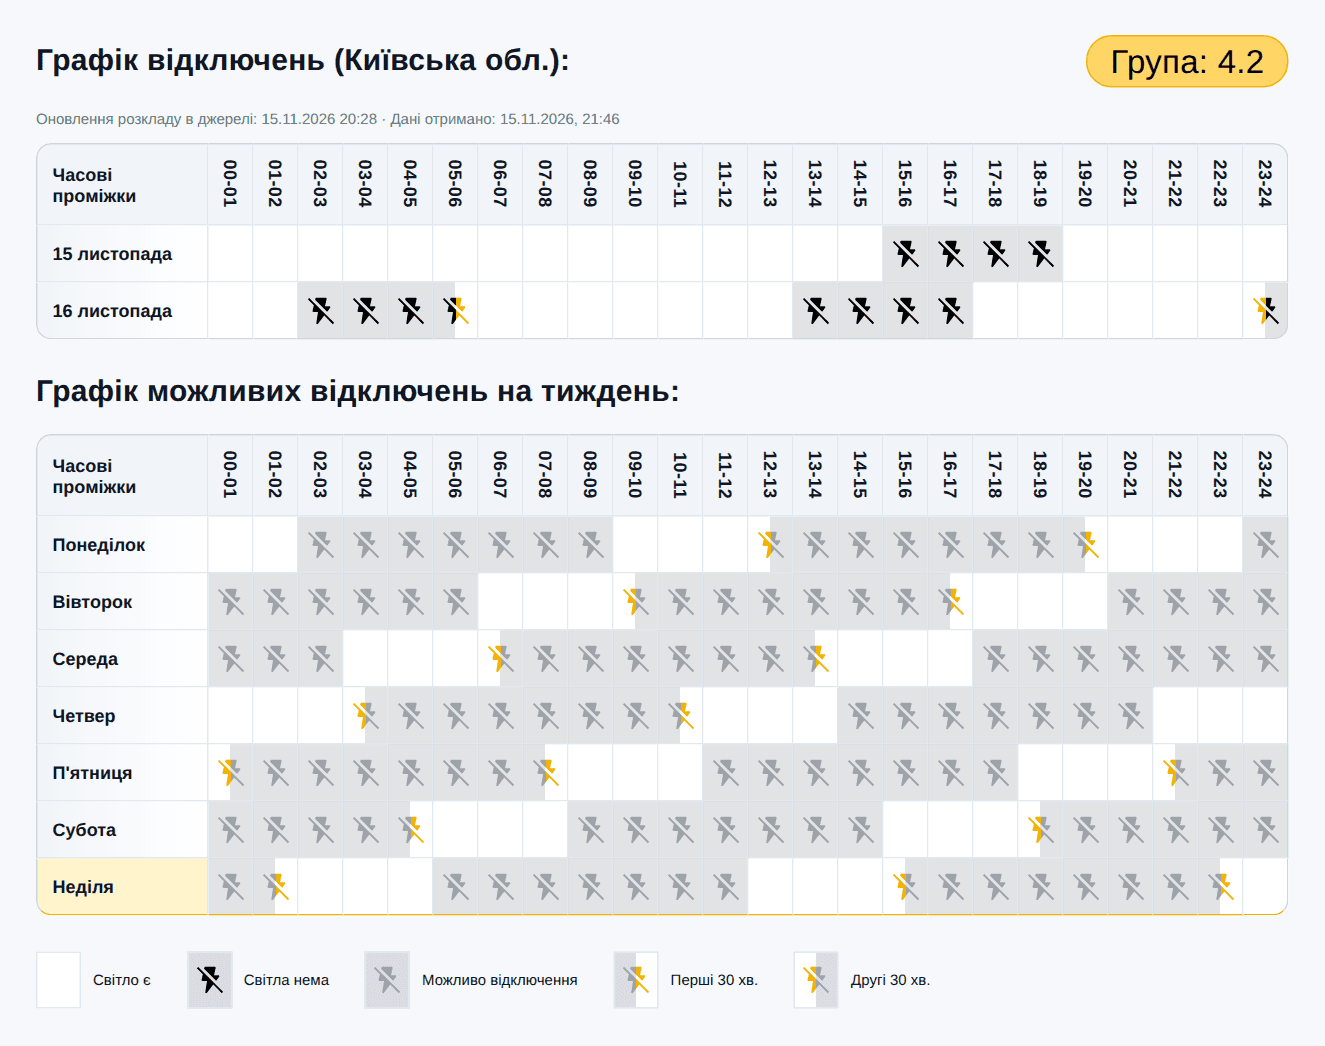 Графік відключень (Київська обл.):
Група: 4.2
Оновлення розкладу в джерелі: 15.11.2026 20:28 · Дані отримано: 15.11.2026, 21:46
Часові проміжки 00-01 01-02 02-03 03-04 04-05 05-06 06-07 07-08 08-09 09-10 10-11 11-12 12-13 13-14 14-15 15-16 16-17 17-18 18-19 19-20 20-21 21-22 22-23 23-24
15 листопада
16 листопада
Графік можливих відключень на тиждень:
Часові проміжки 00-01 01-02 02-03 03-04 04-05 05-06 06-07 07-08 08-09 09-10 10-11 11-12 12-13 13-14 14-15 15-16 16-17 17-18 18-19 19-20 20-21 21-22 22-23 23-24
Понеділок
Вівторок
Середа
Четвер
П'ятниця
Субота
Неділя
Світло є Світла нема Можливо відключення Перші 30 хв. Другі 30 хв.